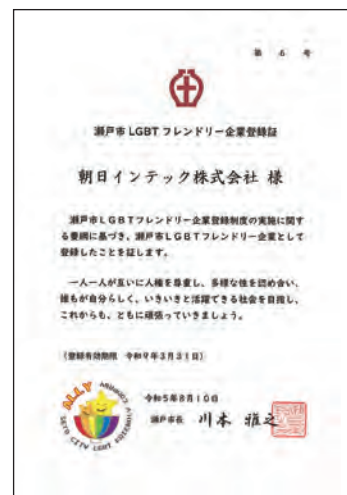 第 6 号
瀬戸市 LGBT フレンドリー企業登録証
朝日インテック株式会社 様
瀬戸市LGBTフレンドリー企業登録制度の実施に関す
る要綱に基づき、瀬戸市LGBTフレンドリー企業として
登録したことを証します。
一人一人が互いに人権を尊重し、多様な性を認め合い、
誰もが自分らしく、いきいきと活躍できる社会を目指し、
これからも、ともに頑張っていきましょう。
(登録有効期限 令和9年3月31日)
令和5年8月10日
瀬戸市長 川本 雅之
ALLY
SETO CITY LGBT FRIENDLY COMPANY